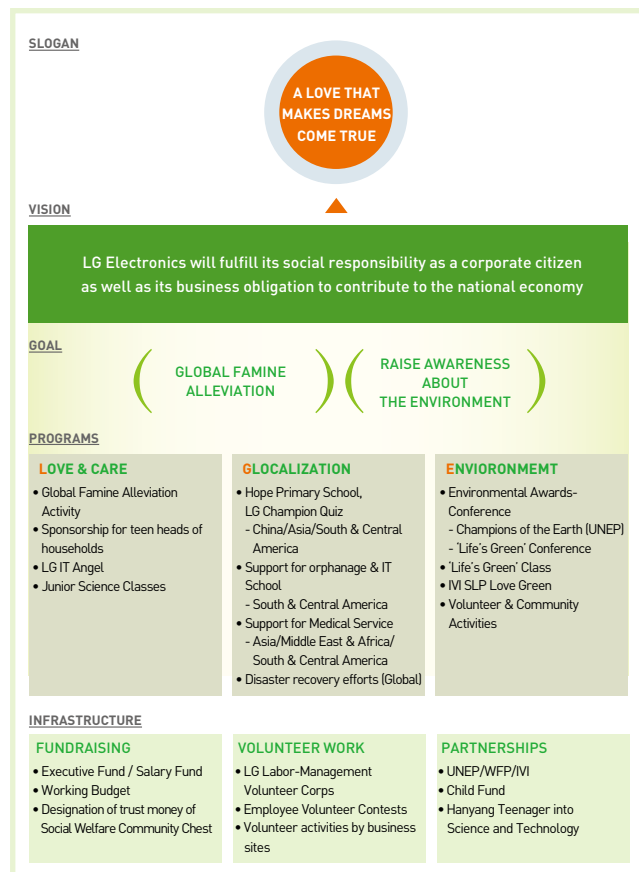 SLOGAN
A LOVE THAT
MAKES DREAMS
COME TRUE
VISION
LG Electronics will fulfill its social responsibility as a corporate citizen
as well as its business obligation to contribute to the national economy
GOAL
GLOBAL FAMINE
ALLEVIATION
RAISE AWARENESS
ABOUT
THE ENVIRONMENT
PROGRAMS
LOVE & CARE
• Global Famine Alleviation
Activity
• Sponsorship for teen heads of
households
• LG IT Angel
• Junior Science Classes
GLOCALIZATION
• Hope Primary School,
LG Champion Quiz
- China/Asia/South & Central
America
• Support for orphanage & IT
School
- South & Central America
• Support for Medical Service
- Asia/Middle East & Africa/
South & Central America
• Disaster recovery efforts (Global)
ENVIORONMEMT
• Environmental Awards-
Conference
- Champions of the Earth (UNEP)
- ‘Life’s Green’ Conference
• ‘Life’s Green’ Class
• IVI SLP Love Green
• Volunteer & Community
Activities
INFRASTRUCTURE
FUNDRAISING
• Executive Fund / Salary Fund
• Working Budget
• Designation of trust money of
Social Welfare Community Chest
VOLUNTEER WORK
• LG Labor-Management
Volunteer Corps
• Employee Volunteer Contests
• Volunteer activities by business
sites
PARTNERSHIPS
• UNEP/WFP/IVI
• Child Fund
• Hanyang Teenager into
Science and Technology